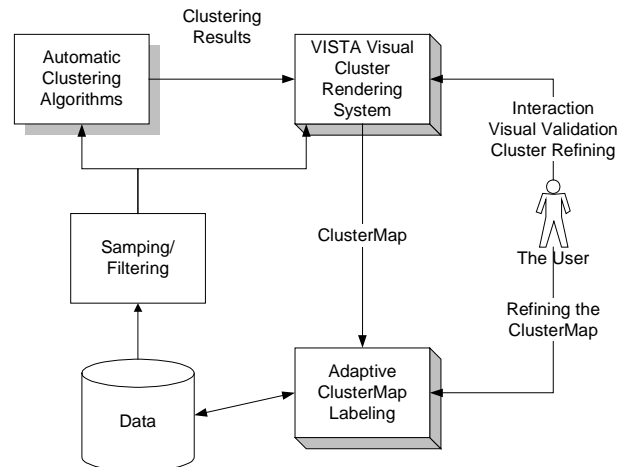 Clustering
Results
Automatic
Clustering
Algorithms
VISTA Visual
Cluster
Rendering
System
Interaction
Visual Validation
Cluster Refining
Samping/
Filtering
ClusterMap
The User
Refining the
ClusterMap
Adaptive
ClusterMap
Labeling
Data